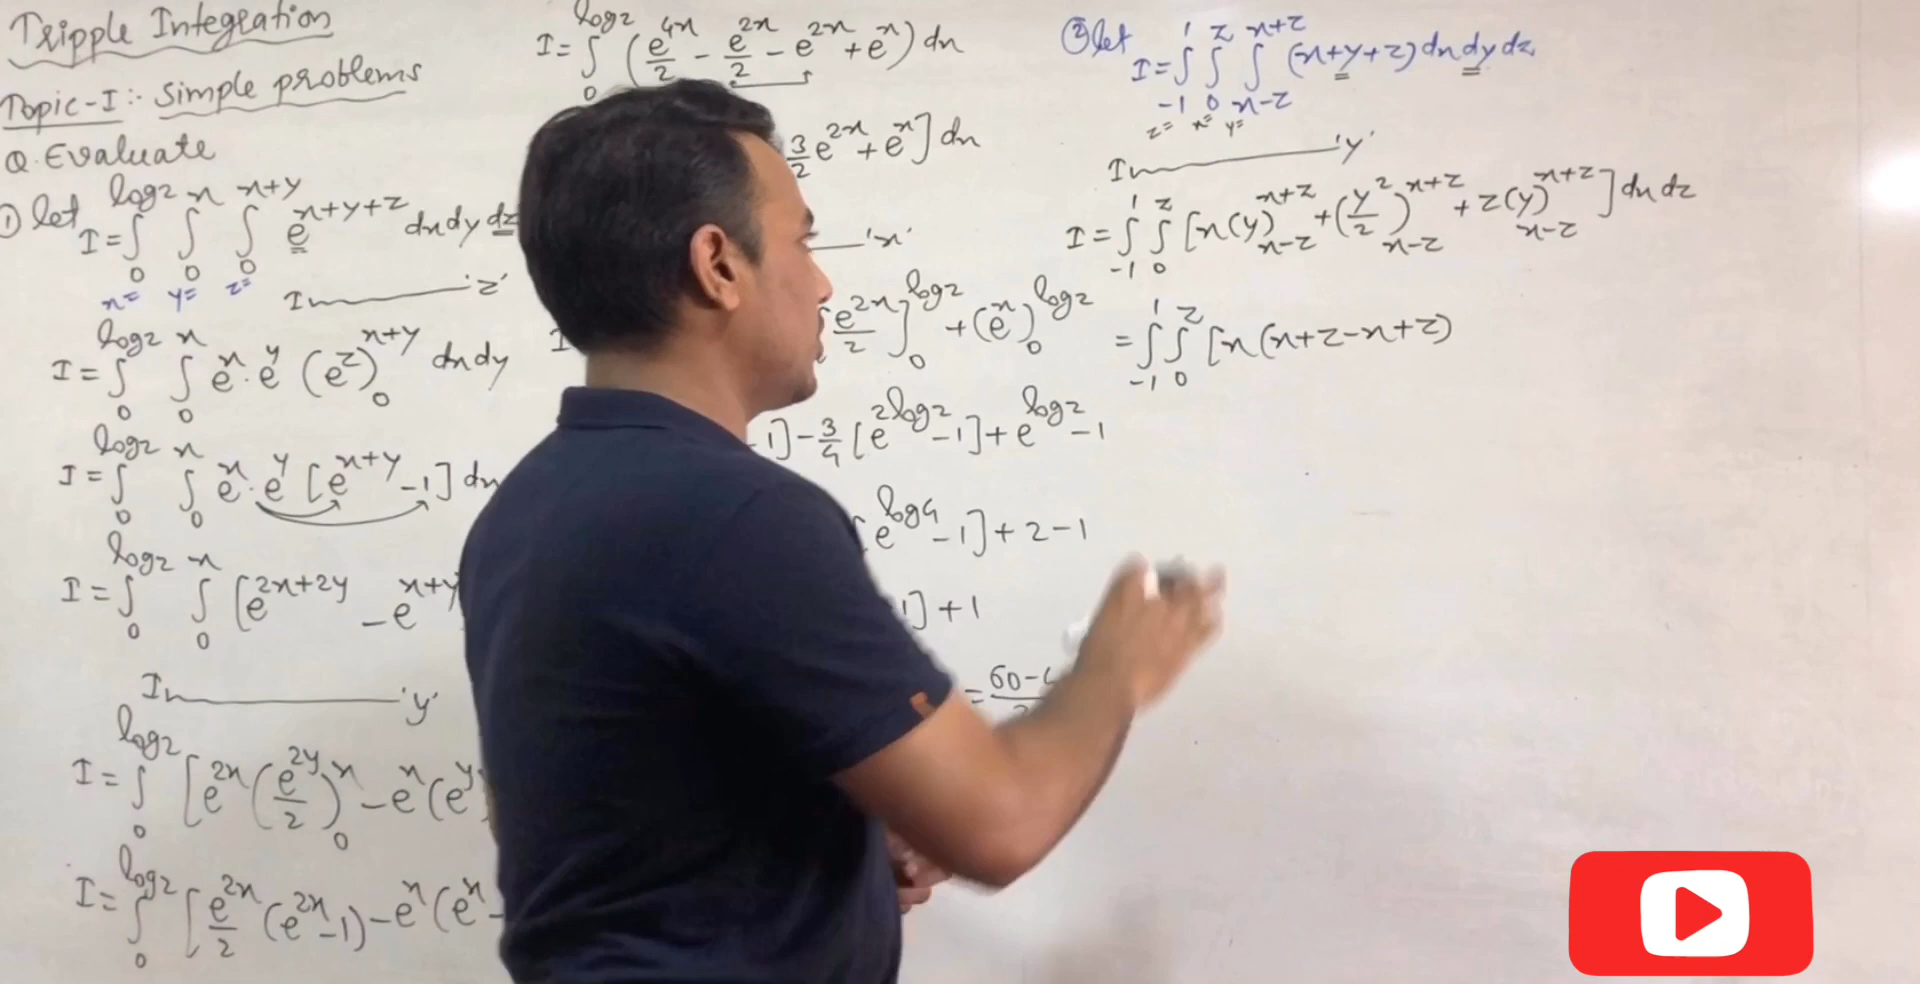 Tripple Integration
Topic-I:- Simple problems
Q. Evaluate
① let I = ∫₀^{log2} ∫₀^{x} ∫₀^{x+y} e^{x+y+z} dx dy dz
x= y= z=
I ———— 'z'
I = ∫₀^{log2} ∫₀^{x} e^x · e^y (e^z)₀^{x+y} dx dy
I = ∫₀^{log2} ∫₀^{x} e^x · e^y [e^{x+y} - 1] dx
I = ∫₀^{log2} ∫₀^{x} [e^{2x+2y} - e^{x+y}
I ———— 'y'
I = ∫₀^{log2} [e^{2x} (e^{2y}/2)₀^{x} - e^x (e^y)
I = ∫₀^{log2} [e^{2x}/2 (e^{2x} - 1) - e^x (e^x -
I = ∫₀^{log2} (e^{4x}/2 - e^{2x}/2 - e^{2x} + e^x) dx
3/2 e^{2x} + e^x] dx
———— 'x'
I
e^{2x}/2]₀^{log2} + (e^x)₀^{log2}
-1] - 3/4 [e^{2log2} - 1] + e^{log2} - 1
[e^{log4} - 1] + 2 - 1
1] + 1
= 60-
② let I = ∫₋₁^{1} ∫₀^{z} ∫_{x-z}^{x+z} (x+y+z) dx dy dz
z= x= y=
I ———— 'y'
I = ∫₋₁^{1} ∫₀^{z} [x(y)_{x-z}^{x+z} + (y²/2)_{x-z}^{x+z} + z(y)_{x-z}^{x+z}] dx dz
= ∫₋₁^{1} ∫₀^{z} [x(x+z-x+z)